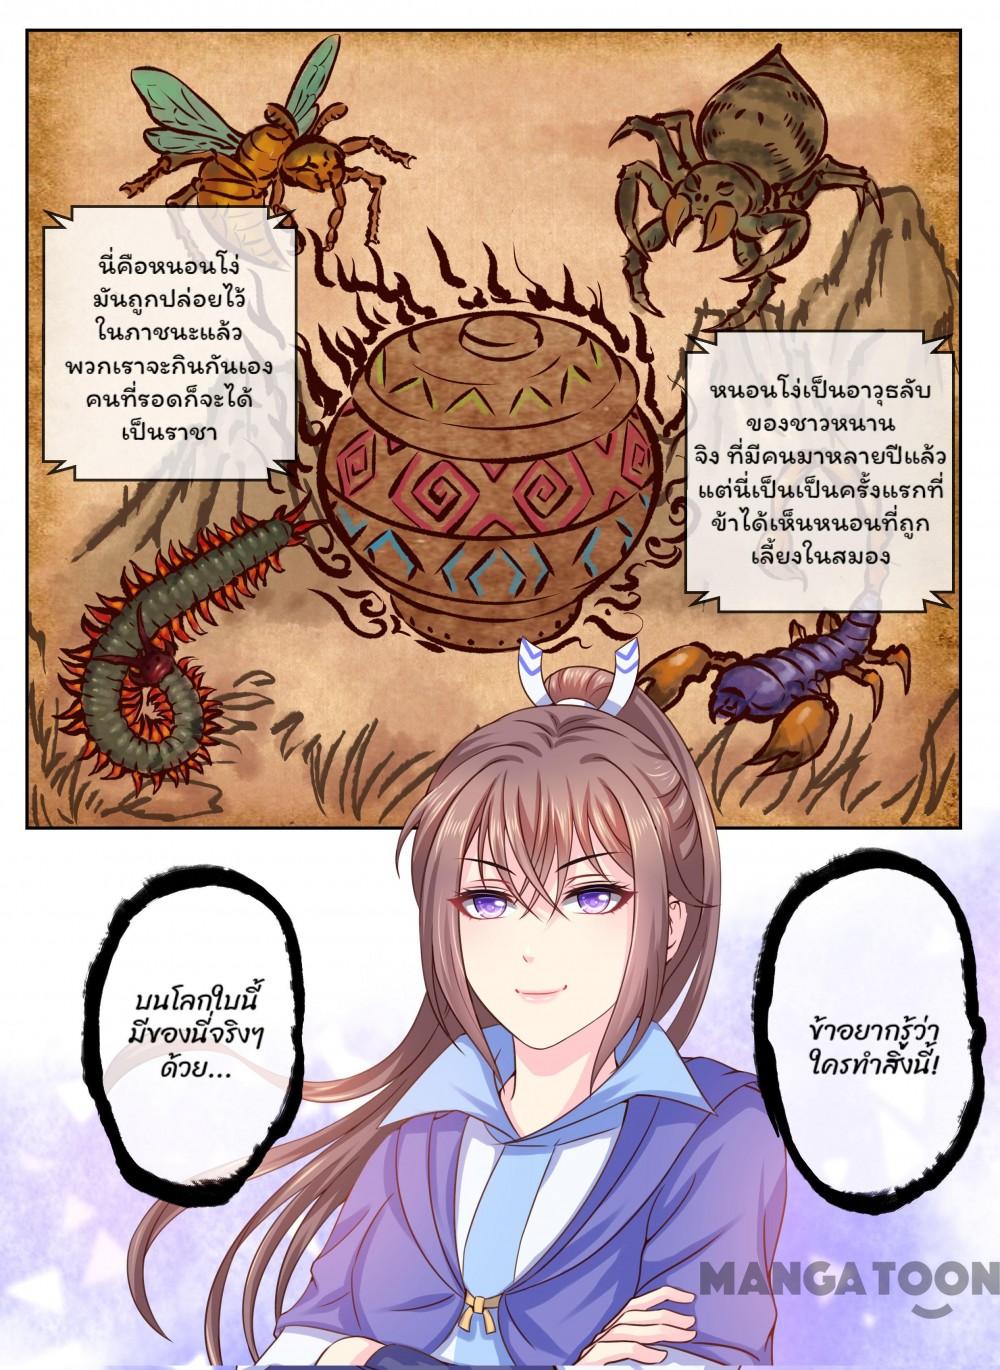 นี่คือหนอนโง่
มันถูกปล่อยไว้
ในภาชนะแล้ว
พวกเราจะกินกันเอง
คนที่รอดก็จะได้
เป็นราชา
หนอนโง่เป็นอาวุธลับ
ของชาวหนาน
จิง ที่มีคนมาหลายปีแล้ว
แต่นี่เป็นเป็นครั้งแรกที่
ข้าได้เห็นหนอนที่ถูก
เลี้ยงในสมอง
บนโลกใบนี้
มีของนี่จริงๆ
ด้วย...
ข้าอยากรู้ว่า
ใครทำสิ่งนี้!
MANGATOON